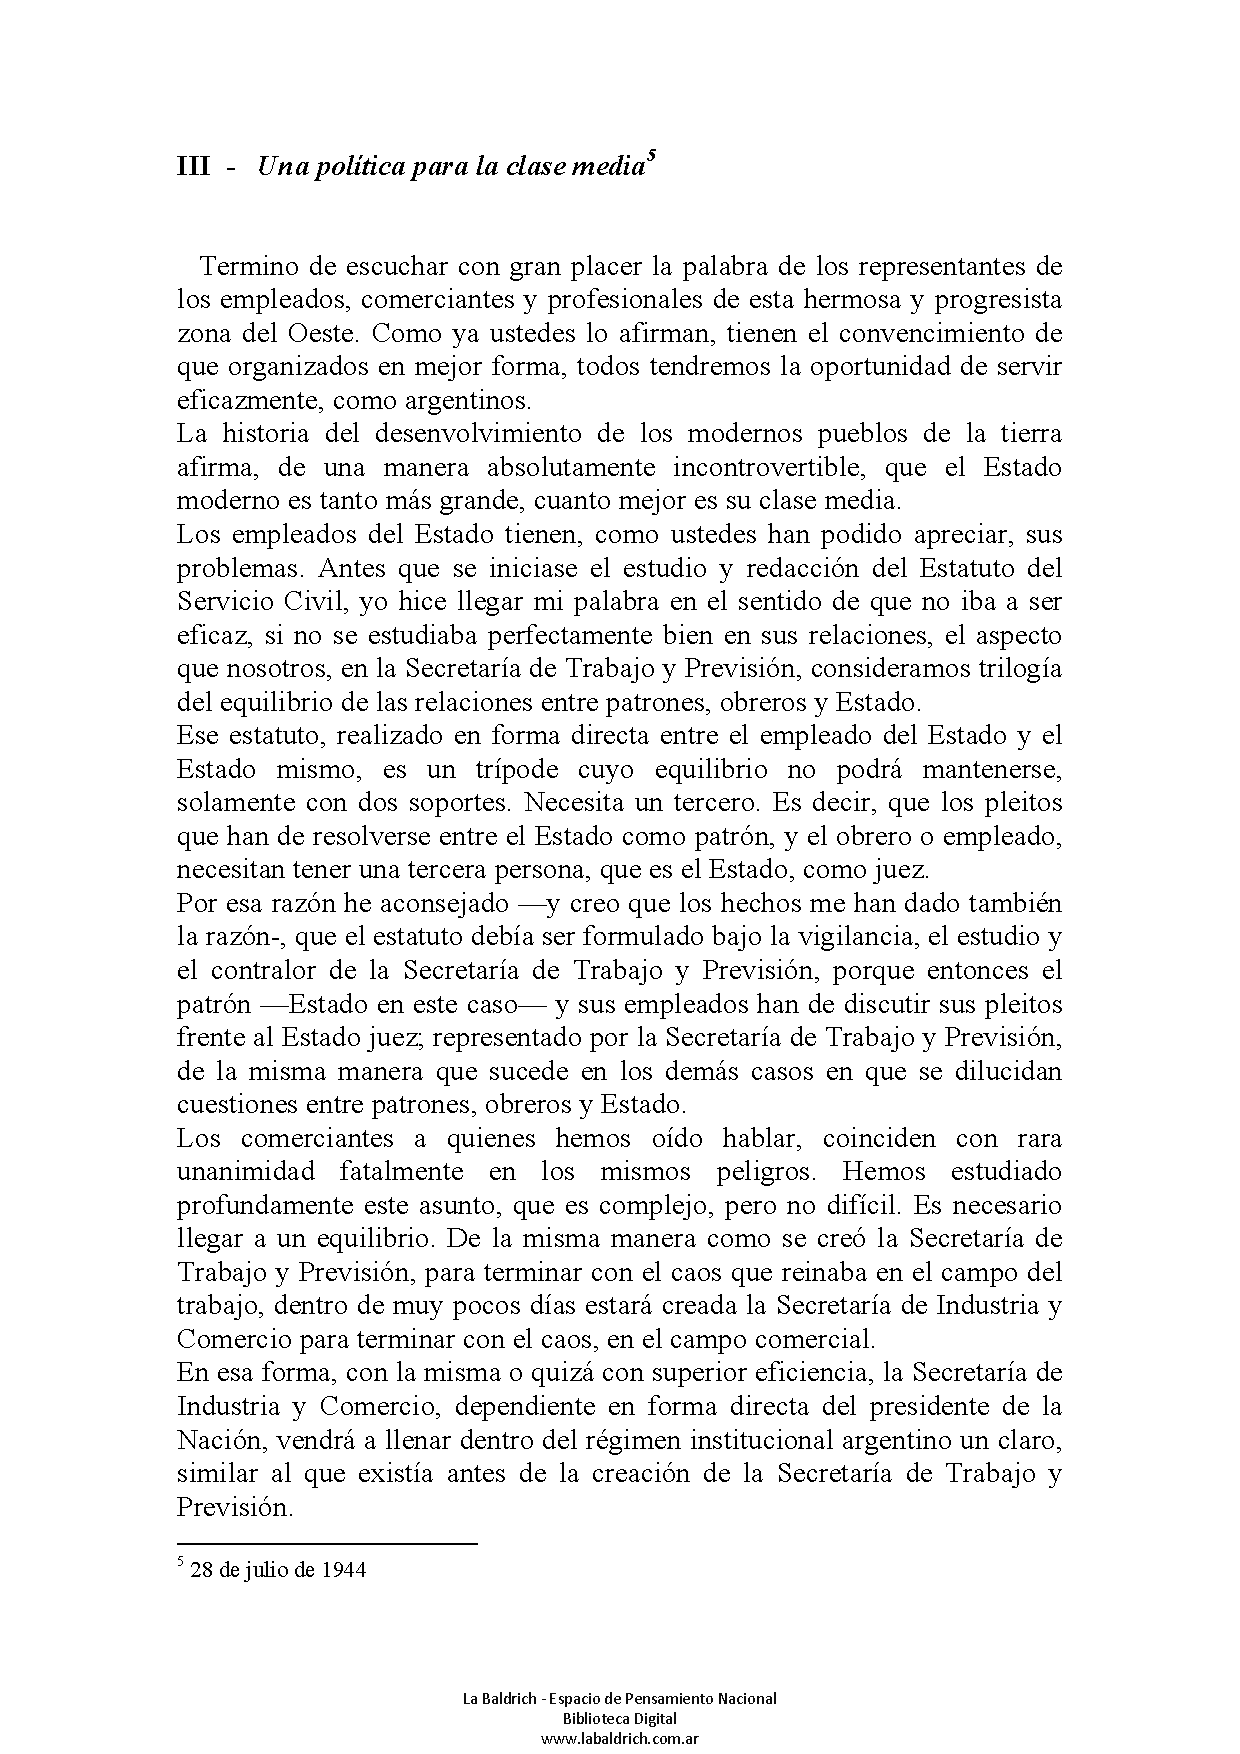 III - Una política para la clase media5
Termino de escuchar con gran placer la palabra de los representantes de
los empleados, comerciantes y profesionales de esta hermosa y progresista
zona del Oeste. Como ya ustedes lo afirman, tienen el convencimiento de
que organizados en mejor forma, todos tendremos la oportunidad de servir
eficazmente, como argentinos.
La historia del desenvolvimiento de los modernos pueblos de la tierra
afirma, de una manera absolutamente incontrovertible, que el Estado
moderno es tanto más grande, cuanto mejor es su clase media.
Los empleados del Estado tienen, como ustedes han podido apreciar, sus
problemas. Antes que se iniciase el estudio y redacción del Estatuto del
Servicio Civil, yo hice llegar mi palabra en el sentido de que no iba a ser
eficaz, si no se estudiaba perfectamente bien en sus relaciones, el aspecto
que nosotros, en la Secretaría de Trabajo y Previsión, consideramos trilogía
del equilibrio de las relaciones entre patrones, obreros y Estado.
Ese estatuto, realizado en forma directa entre el empleado del Estado y el
Estado mismo, es un trípode cuyo equilibrio no podrá mantenerse,
solamente con dos soportes. Necesita un tercero. Es decir, que los pleitos
que han de resolverse entre el Estado como patrón, y el obrero o empleado,
necesitan tener una tercera persona, que es el Estado, como juez.
Por esa razón he aconsejado —y creo que los hechos me han dado también
la razón-, que el estatuto debía ser formulado bajo la vigilancia, el estudio y
el contralor de la Secretaría de Trabajo y Previsión, porque entonces el
patrón —Estado en este caso— y sus empleados han de discutir sus pleitos
frente al Estado juez; representado por la Secretaría de Trabajo y Previsión,
de la misma manera que sucede en los demás casos en que se dilucidan
cuestiones entre patrones, obreros y Estado.
Los comerciantes a quienes hemos oído hablar, coinciden con rara
unanimidad fatalmente en los mismos peligros. Hemos estudiado
profundamente este asunto, que es complejo, pero no difícil. Es necesario
llegar a un equilibrio. De la misma manera como se creó la Secretaría de
Trabajo y Previsión, para terminar con el caos que reinaba en el campo del
trabajo, dentro de muy pocos días estará creada la Secretaría de Industria y
Comercio para terminar con el caos, en el campo comercial.
En esa forma, con la misma o quizá con superior eficiencia, la Secretaría de
Industria y Comercio, dependiente en forma directa del presidente de la
Nación, vendrá a llenar dentro del régimen institucional argentino un claro,
similar al que existía antes de la creación de la Secretaría de Trabajo y
Previsión.
5 28 de julio de 1944
La Baldrich - Espacio de Pensamiento Nacional
Biblioteca Digital
www.labaldrich.com.ar